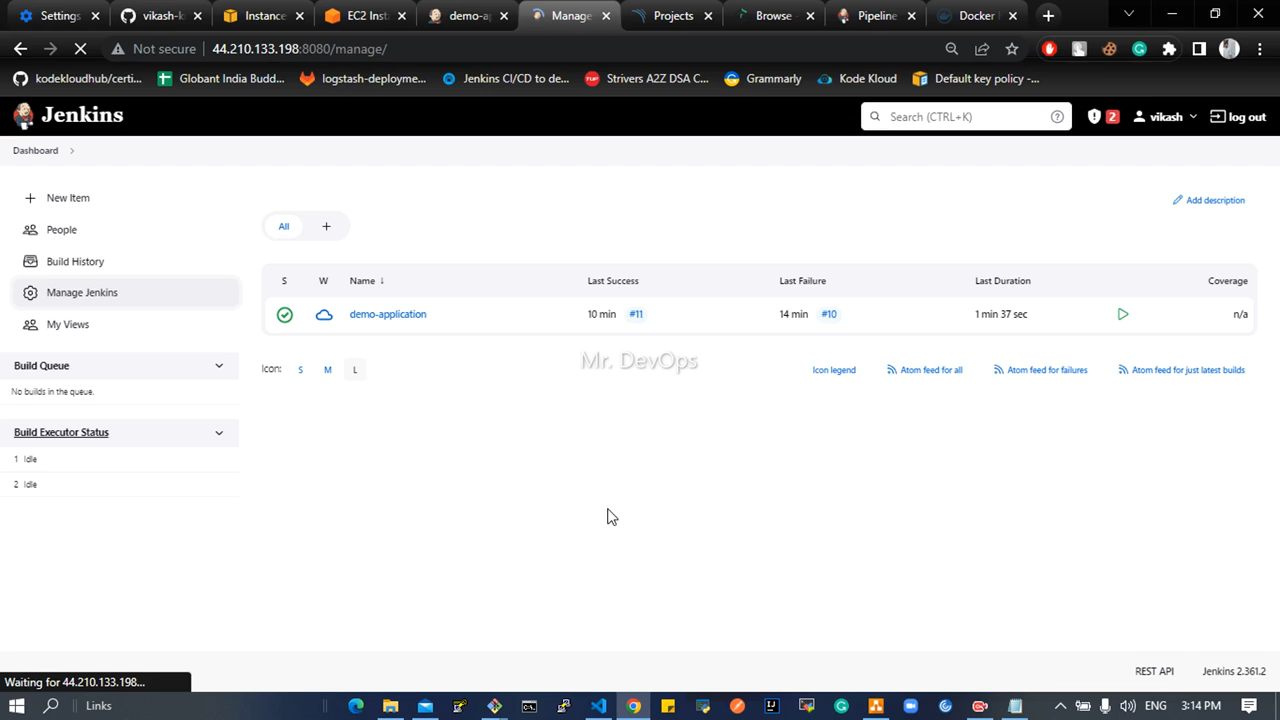 Settings
vikash-k
Instance
EC2 Inst
demo-ap
Manage
Projects
Browse
Pipeline
Docker
Not secure
44.210.133.198:8080/manage/
kodekloudhub/certi...
Globant India Budd...
logstash-deployme...
Jenkins CI/CD to de...
Strivers A2Z DSA C...
Grammarly
Kode Kloud
Default key policy -...
Jenkins
Search (CTRL+K)
2
vikash
log out
Dashboard
New Item
People
Build History
Manage Jenkins
My Views
Build Queue
No builds in the queue.
Build Executor Status
1 Idle
2 Idle
Add description
All +
S W Name ↓ Last Success Last Failure Last Duration Coverage
demo-application 10 min #11 14 min #10 1 min 37 sec n/a
Icon: S M L
Icon legend
Atom feed for all
Atom feed for failures
Atom feed for just latest builds
Mr. DevOps
REST API
Jenkins 2.361.2
Waiting for 44.210.133.198...
Links
ENG
3:14 PM